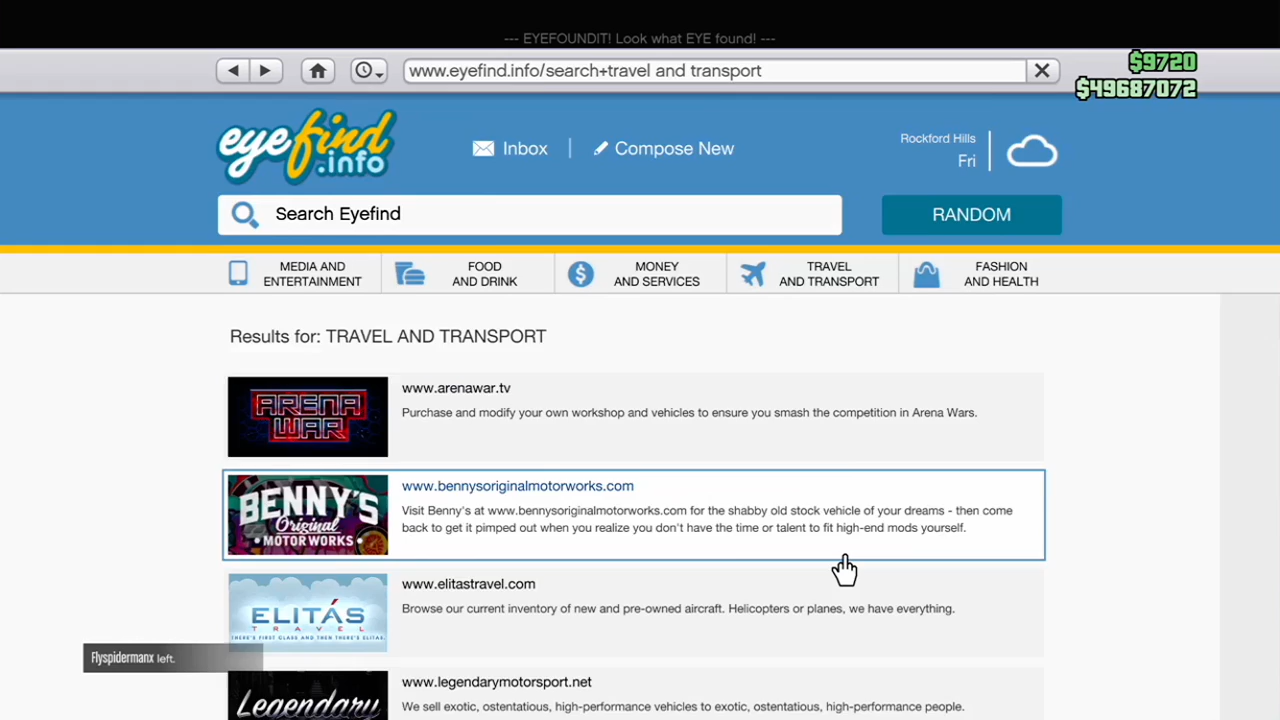 --- EYEFOUNDIT! Look what EYE found! ---
www.eyefind.info/search+travel and transport
$9720
$49687072
eyefind
.info
Inbox
Compose New
Rockford Hills
Fri
Search Eyefind
RANDOM
MEDIA AND
ENTERTAINMENT
FOOD
AND DRINK
MONEY
AND SERVICES
TRAVEL
AND TRANSPORT
FASHION
AND HEALTH
Results for: TRAVEL AND TRANSPORT
ARENA
WAR
www.arenawar.tv
Purchase and modify your own workshop and vehicles to ensure you smash the competition in Arena Wars.
BENNY'S
Original
MOTOR WORKS
www.bennysoriginalmotorworks.com
Visit Benny's at www.bennysoriginalmotorworks.com for the shabby old stock vehicle of your dreams - then come
back to get it pimped out when you realize you don't have the time or talent to fit high-end mods yourself.
ELITÁS
TRAVEL
THERE'S FIRST CLASS AND THEN THERE'S ELITAS.
www.elitastravel.com
Browse our current inventory of new and pre-owned aircraft. Helicopters or planes, we have everything.
Flyspidermanx left.
Legendary
www.legendarymotorsport.net
We sell exotic, ostentatious, high-performance vehicles to exotic, ostentatious, high-performance people.